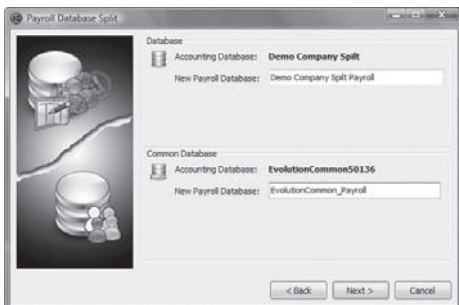 Payroll Database Split
Database
Accounting Database: Demo Company Spilt
New Payroll Database: Demo Company Spilt Payroll
Common Database
Accounting Database: EvolutionCommon50136
New Payroll Database: EvolutionCommon_Payroll
< Back Next > Cancel